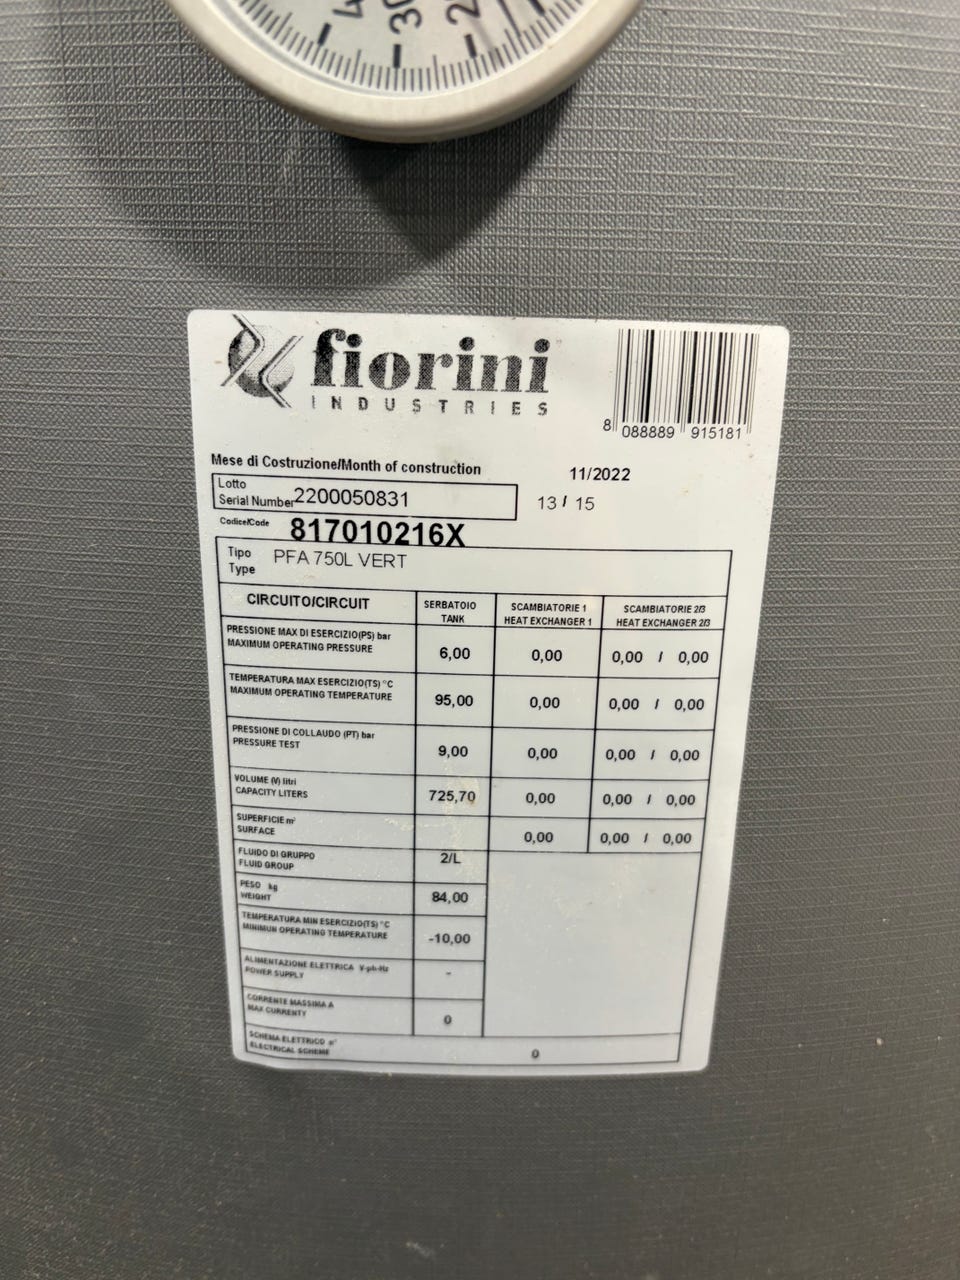 30
fiorini
INDUSTRIES
8 088889 915181
Mese di Costruzione/Month of construction 11/2022
Lotto
Serial Number 2200050831 13 / 15
Codice/Code 817010216X
Tipo
Type PFA 750L VERT
CIRCUITO/CIRCUIT SERBATOIO TANK SCAMBIATORIE 1 HEAT EXCHANGER 1 SCAMBIATORIE 2/3 HEAT EXCHANGER 2/3
PRESSIONE MAX DI ESERCIZIO(PS) bar
MAXIMUM OPERATING PRESSURE 6,00 0,00 0,00 / 0,00
TEMPERATURA MAX ESERCIZIO(TS) °C
MAXIMUM OPERATING TEMPERATURE 95,00 0,00 0,00 / 0,00
PRESSIONE DI COLLAUDO (PT) bar
PRESSURE TEST 9,00 0,00 0,00 / 0,00
VOLUME (V) litri
CAPACITY LITERS 725,70 0,00 0,00 / 0,00
SUPERFICIE m²
SURFACE 0,00 0,00 / 0,00
FLUIDO DI GRUPPO
FLUID GROUP 2/L
PESO kg
WEIGHT 84,00
TEMPERATURA MIN ESERCIZIO(TS) °C
MINIMUN OPERATING TEMPERATURE -10,00
ALIMENTAZIONE ELETTRICA V-ph-Hz
POWER SUPPLY -
CORRENTE MASSIMA A
MAX CURRENTY 0
SCHEMA ELETTRICO n°
ELECTRICAL SCHEME 0